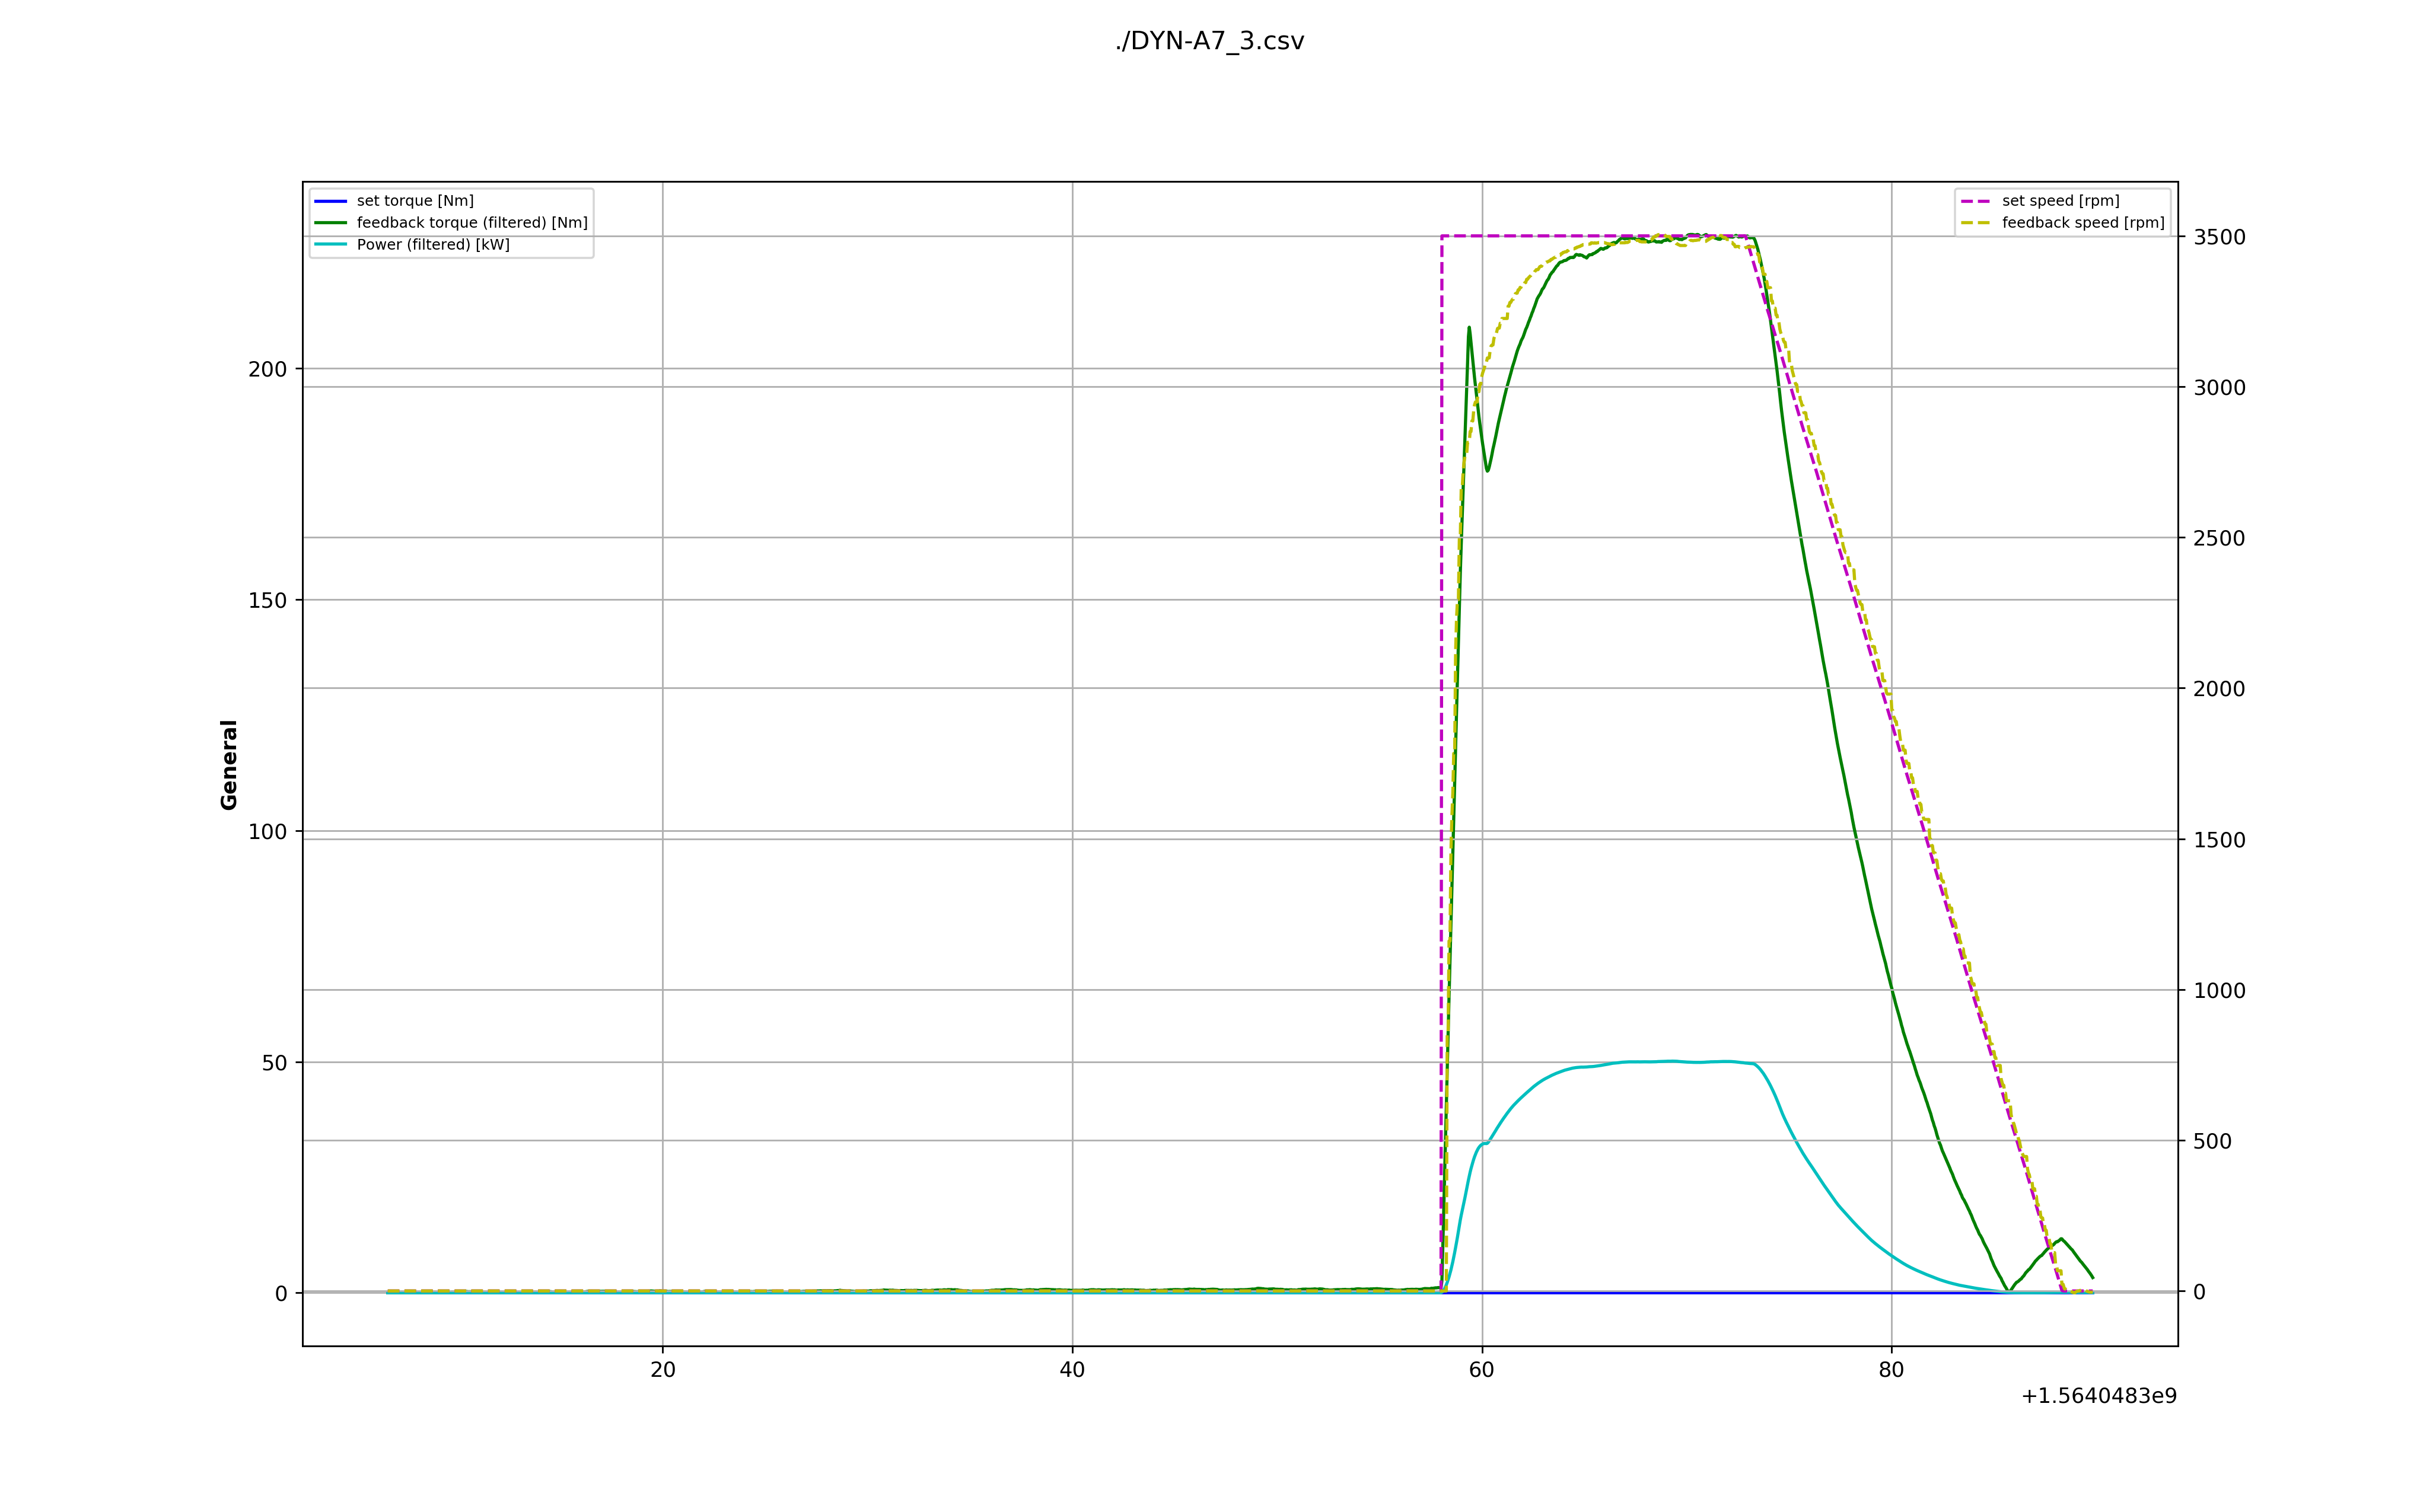 ./DYN-A7_3.csv
set torque [Nm]
feedback torque (filtered) [Nm]
Power (filtered) [kW]
set speed [rpm]
feedback speed [rpm]
General
200
150
100
50
0
3500
3000
2500
2000
1500
1000
500
0
20 40 60 80
+1.5640483e9